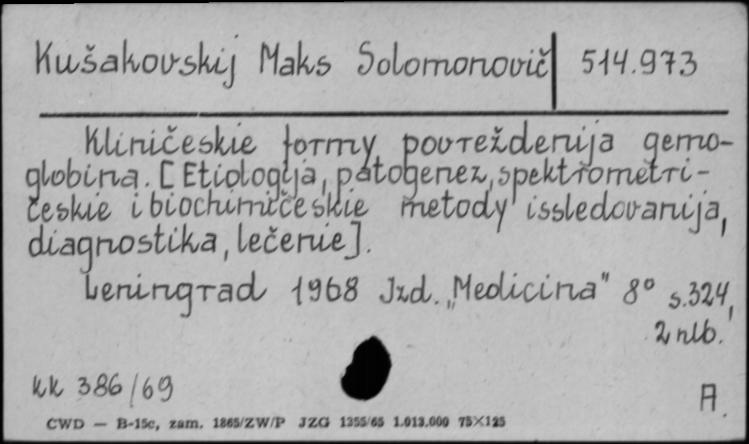 Kušakovskij Maks Solomonovič 514.973
Kliničeskie formy povreždenija gemo-
globina. [Etiologija, patogenez, spektrometri-
českie i biochimičeskie metody issledovanija,
diagnostika, lečenie].
Leningrad 1968 Izd. „Medicina" 8° s.324,
2 nlb.
kk 386/69
A.
CWD — B-15c, zam. 1865/ZW/P JZG 1355/65 1.013.000 75×125